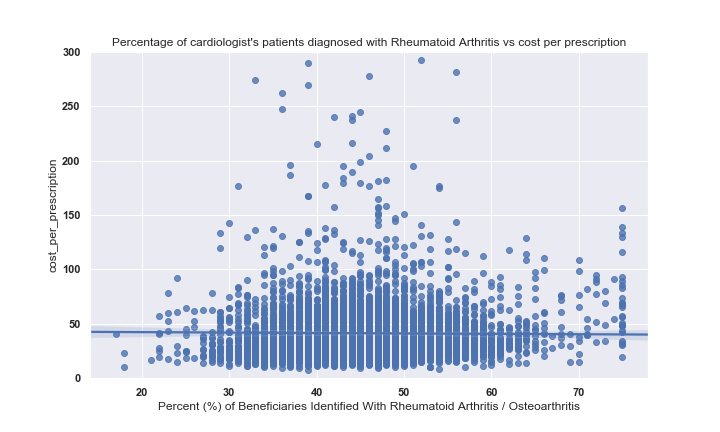 Percentage of cardiologist's patients diagnosed with Rheumatoid Arthritis vs cost per prescription
300
250
200
150
100
50
0
cost_per_prescription
20 30 40 50 60 70
Percent (%) of Beneficiaries Identified With Rheumatoid Arthritis / Osteoarthritis